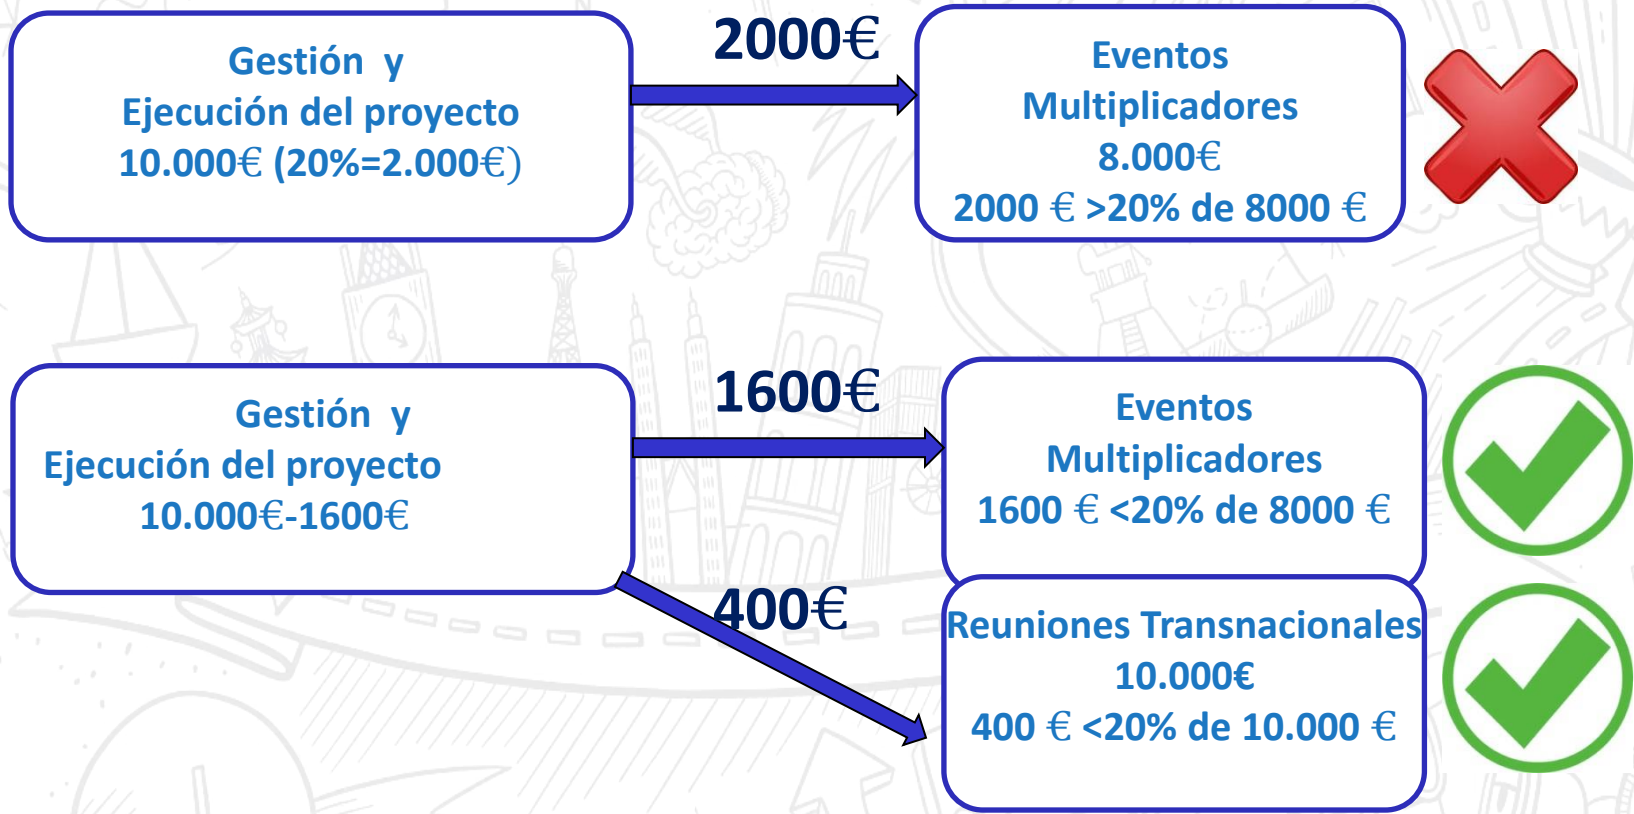 2000€
Gestión y
Ejecución del proyecto
10.000€ (20%=2.000€)
Eventos
Multiplicadores
8.000€
2000 € >20% de 8000 €
1600€
Gestión y
Ejecución del proyecto
10.000€-1600€
Eventos
Multiplicadores
1600 € <20% de 8000 €
400€
Reuniones Transnacionales
10.000€
400 € <20% de 10.000 €